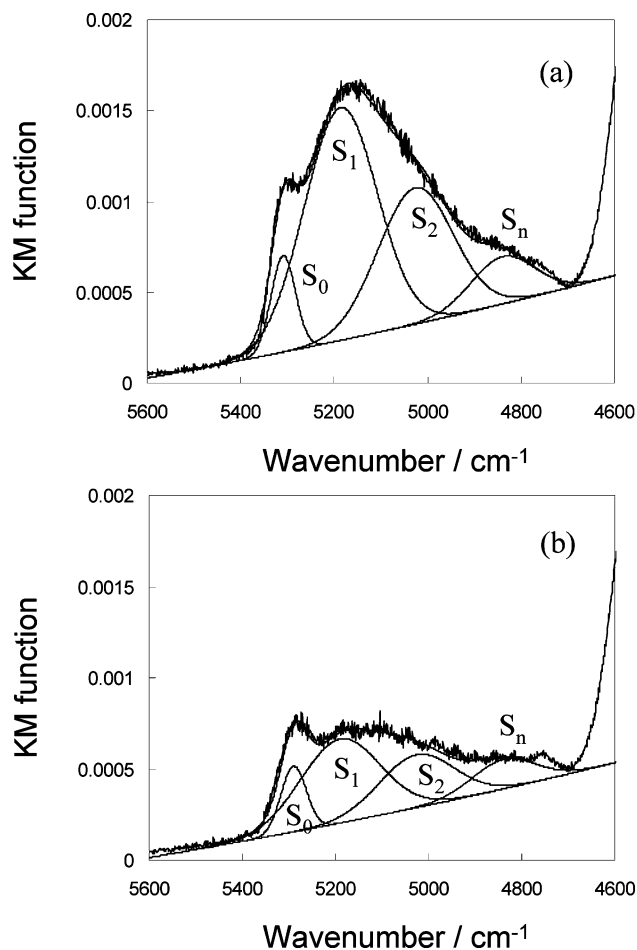 0.002
(a)
0.0015
S1
0.001
S2
Sn
S0
0.0005
0
5600 5400 5200 5000 4800 4600
KM function
Wavenumber / cm-1
0.002
(b)
0.0015
0.001
Sn
0.0005
S1
S2
S0
0
5600 5400 5200 5000 4800 4600
KM function
Wavenumber / cm-1